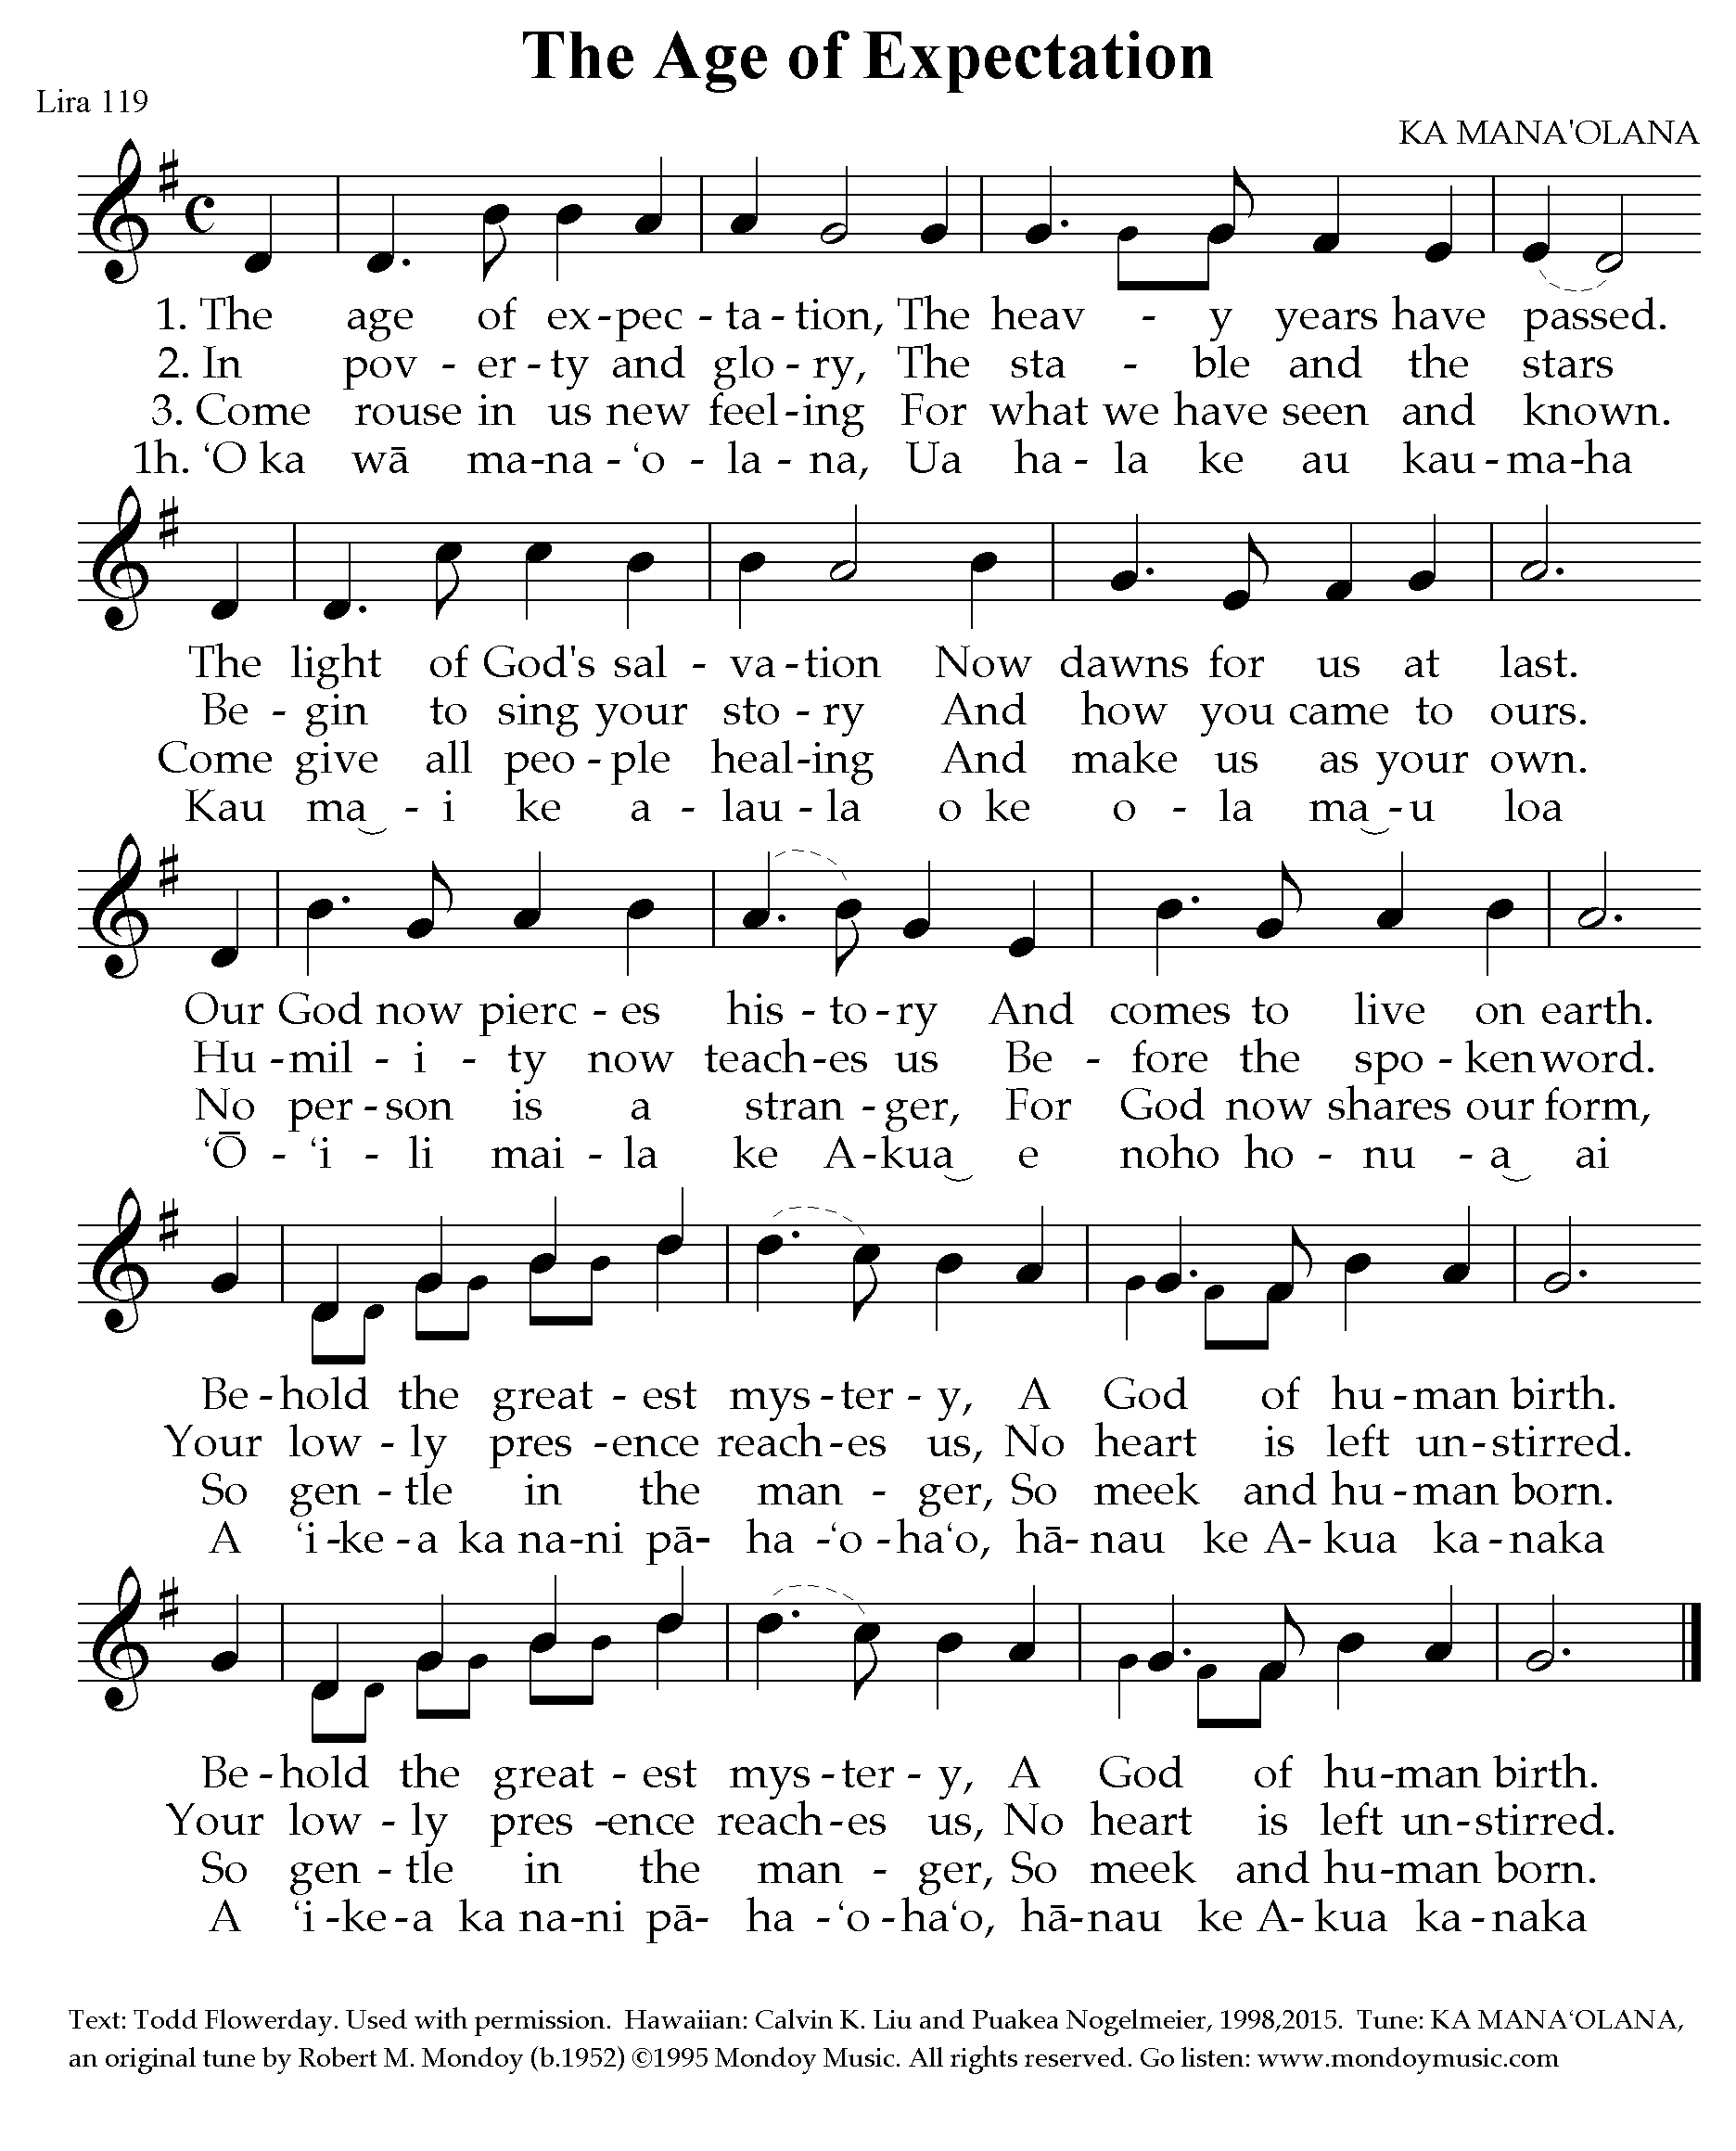 The Age of Expectation
Lira 119
KA MANA'OLANA
1. The age of ex-pec - ta - tion, The heav - y years have passed.
2. In pov - er - ty and glo - ry, The sta - ble and the stars
3. Come rouse in us new feel-ing For what we have seen and known.
1h. ʻO ka wā ma-na - ʻo - la - na, Ua ha - la ke au kau-ma-ha
The light of God's sal - va - tion Now dawns for us at last.
Be - gin to sing your sto - ry And how you came to ours.
Come give all peo - ple heal-ing And make us as your own.
Kau ma‿- i ke a - lau - la o ke o - la ma‿- u loa
Our God now pierc - es his - to - ry And comes to live on earth.
Hu - mil - i - ty now teach-es us Be - fore the spo - ken word.
No per - son is a stran - ger, For God now shares our form,
ʻŌ - ʻi - li mai - la ke A-kua‿ e noho ho - nu - a‿ ai
Be - hold the great - est mys - ter - y, A God of hu - man birth.
Your low - ly pres - ence reach - es us, No heart is left un-stirred.
So gen - tle in the man - ger, So meek and hu - man born.
A ʻi-ke - a ka na-ni pā- ha -ʻo -haʻo, hā- nau ke A- kua ka - naka
Be - hold the great - est mys - ter - y, A God of hu-man birth.
Your low - ly pres -ence reach - es us, No heart is left un-stirred.
So gen - tle in the man - ger, So meek and hu-man born.
A ʻi -ke-a ka na-ni pā- ha -ʻo -haʻo, hā-nau ke A- kua ka - naka
Text: Todd Flowerday. Used with permission. Hawaiian: Calvin K. Liu and Puakea Nogelmeier, 1998,2015. Tune: KA MANAʻOLANA,
an original tune by Robert M. Mondoy (b.1952) ©1995 Mondoy Music. All rights reserved. Go listen: www.mondoymusic.com